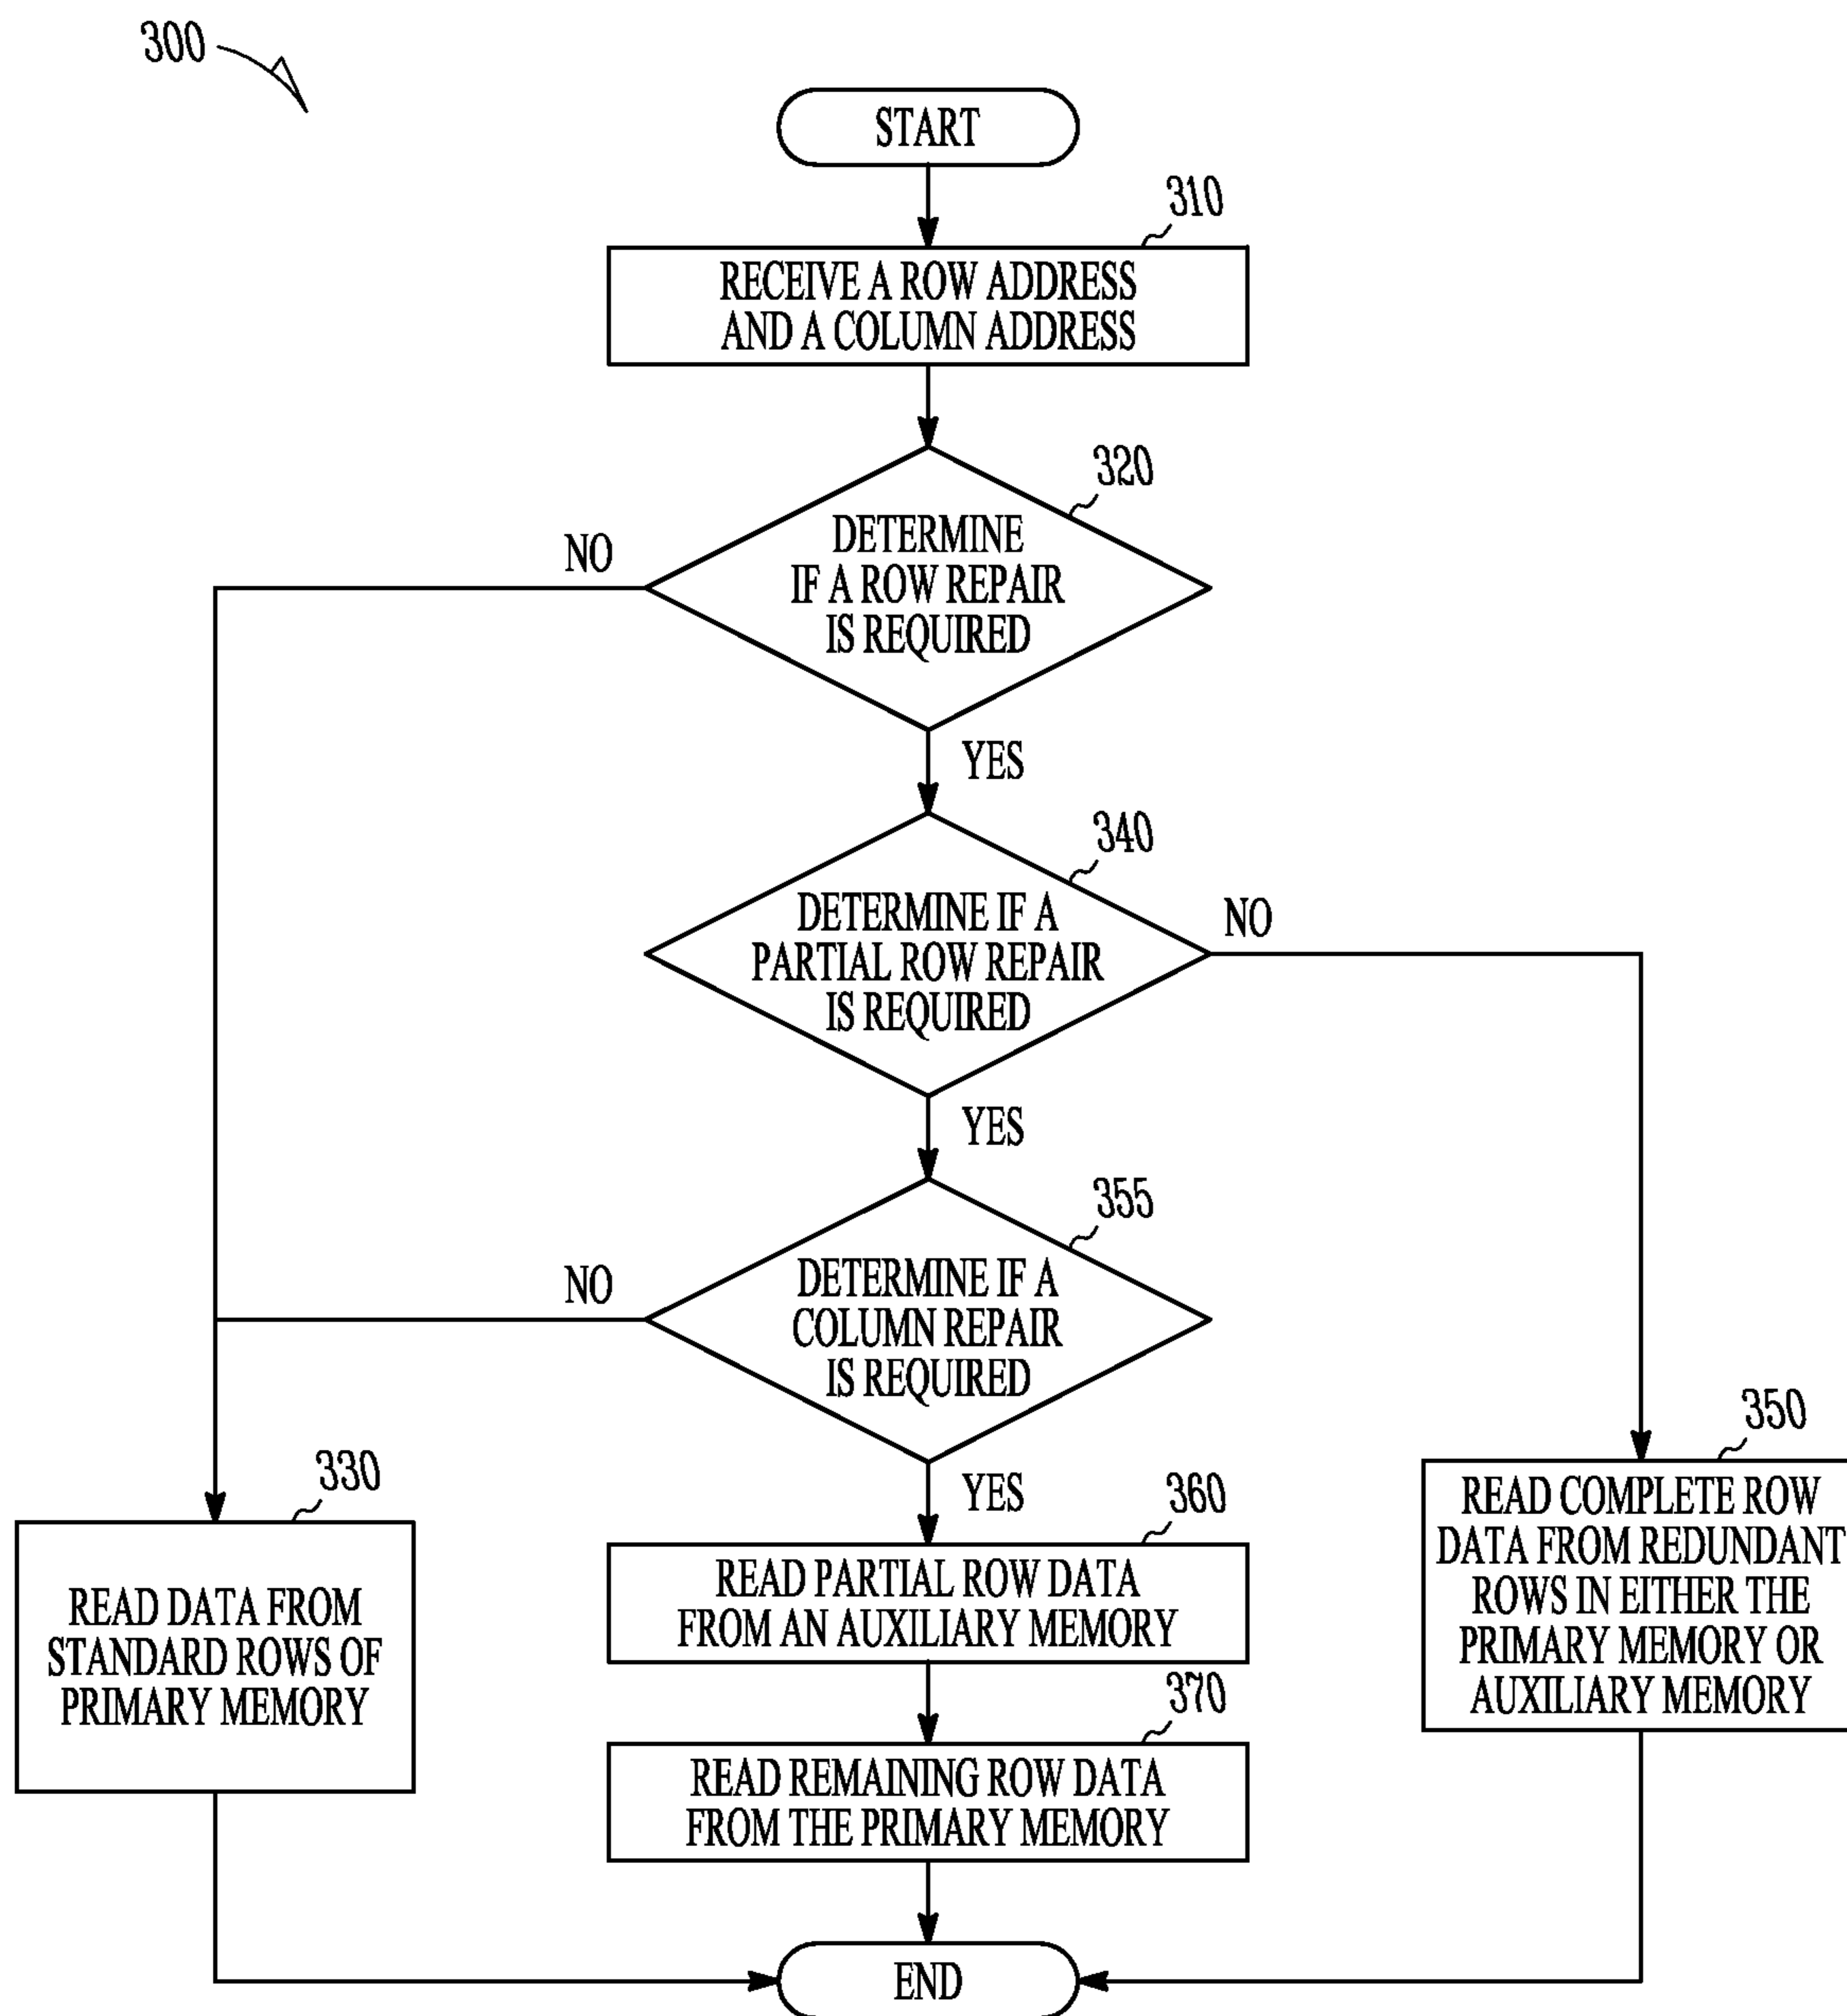 300
START
310
RECEIVE A ROW ADDRESS
AND A COLUMN ADDRESS
320
DETERMINE
IF A ROW REPAIR
IS REQUIRED
NO
YES
340
DETERMINE IF A
PARTIAL ROW REPAIR
IS REQUIRED
NO
YES
355
DETERMINE IF A
COLUMN REPAIR
IS REQUIRED
NO
YES
330
READ DATA FROM
STANDARD ROWS OF
PRIMARY MEMORY
360
READ PARTIAL ROW DATA
FROM AN AUXILIARY MEMORY
370
READ REMAINING ROW DATA
FROM THE PRIMARY MEMORY
350
READ COMPLETE ROW
DATA FROM REDUNDANT
ROWS IN EITHER THE
PRIMARY MEMORY OR
AUXILIARY MEMORY
END